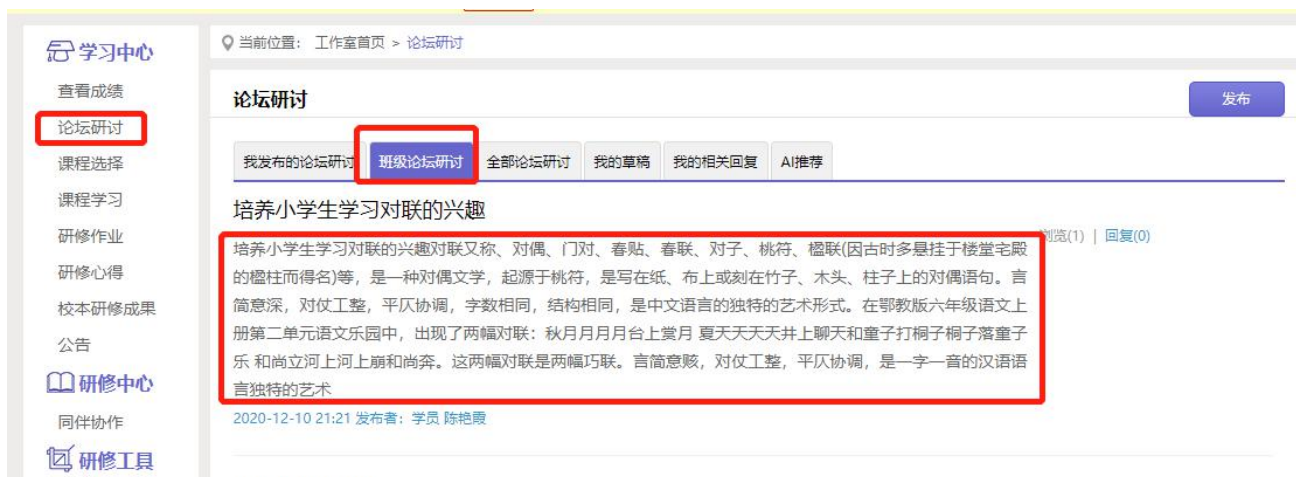 学习中心
查看成绩
论坛研讨
课程选择
课程学习
研修作业
研修心得
校本研修成果
公告
研修中心
同伴协作
研修工具
当前位置： 工作室首页 > 论坛研讨
论坛研讨
发布
我发布的论坛研讨 班级论坛研讨 全部论坛研讨 我的草稿 我的相关回复 AI推荐
培养小学生学习对联的兴趣
浏览(1) | 回复(0)
培养小学生学习对联的兴趣对联又称、对偶、门对、春贴、春联、对子、桃符、楹联(因古时多悬挂于楼堂宅殿
的楹柱而得名)等，是一种对偶文学，起源于桃符，是写在纸、布上或刻在竹子、木头、柱子上的对偶语句。言
简意深，对仗工整，平仄协调，字数相同，结构相同，是中文语言的独特的艺术形式。在鄂教版六年级语文上
册第二单元语文乐园中，出现了两幅对联：秋月月月月台上赏月 夏天天天天井上聊天和童子打桐子桐子落童子
乐 和尚立河上河上崩和尚奔。这两幅对联是两幅巧联。言简意赅，对仗工整，平仄协调，是一字一音的汉语语
言独特的艺术
2020-12-10 21:21 发布者：学员 陈艳霞